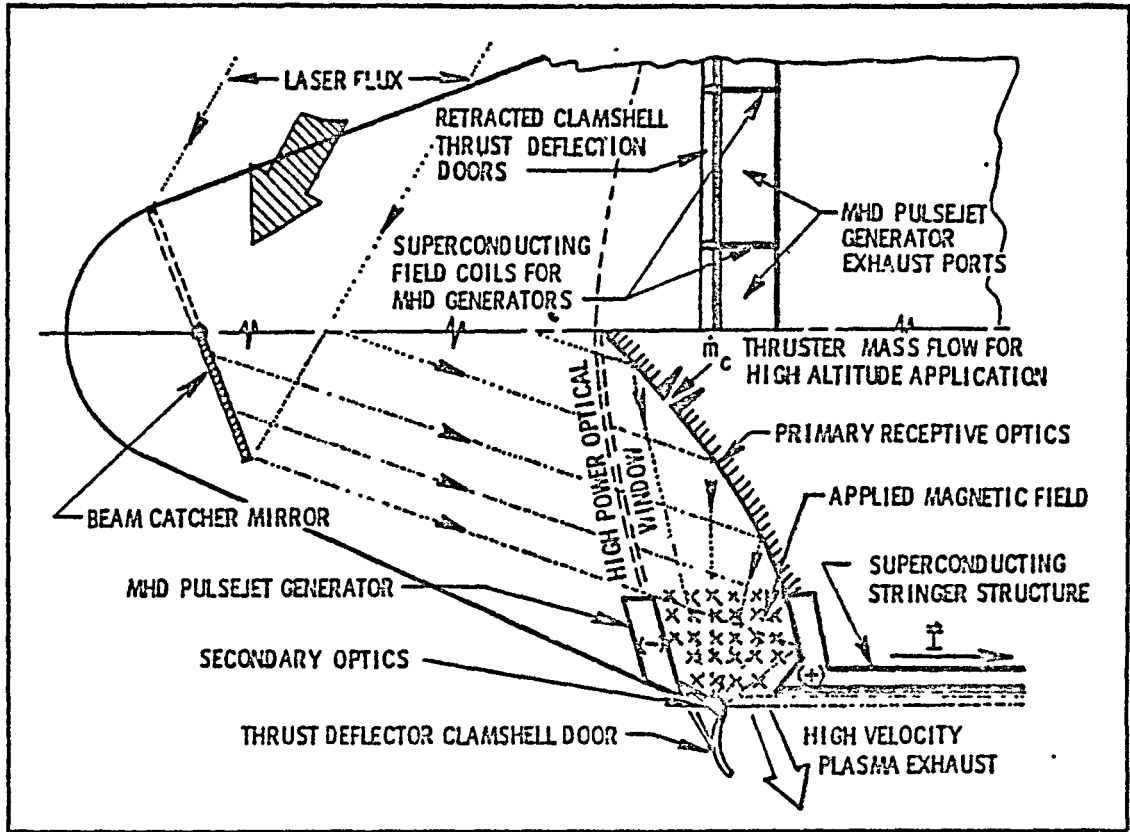 LASER FLUX
RETRACTED CLAMSHELL
THRUST DEFLECTION
DOORS
MHD PULSEJET
GENERATOR
EXHAUST PORTS
SUPERCONDUCTING
FIELD COILS FOR
MHD GENERATORS
ṁc
THRUSTER MASS FLOW FOR
HIGH ALTITUDE APPLICATION
HIGH POWER OPTICAL
WINDOW
PRIMARY RECEPTIVE OPTICS
APPLIED MAGNETIC FIELD
BEAM CATCHER MIRROR
SUPERCONDUCTING
STRINGER STRUCTURE
MHD PULSEJET GENERATOR
I
SECONDARY OPTICS
(-)
(+)
THRUST DEFLECTOR CLAMSHELL DOOR
HIGH VELOCITY
PLASMA EXHAUST